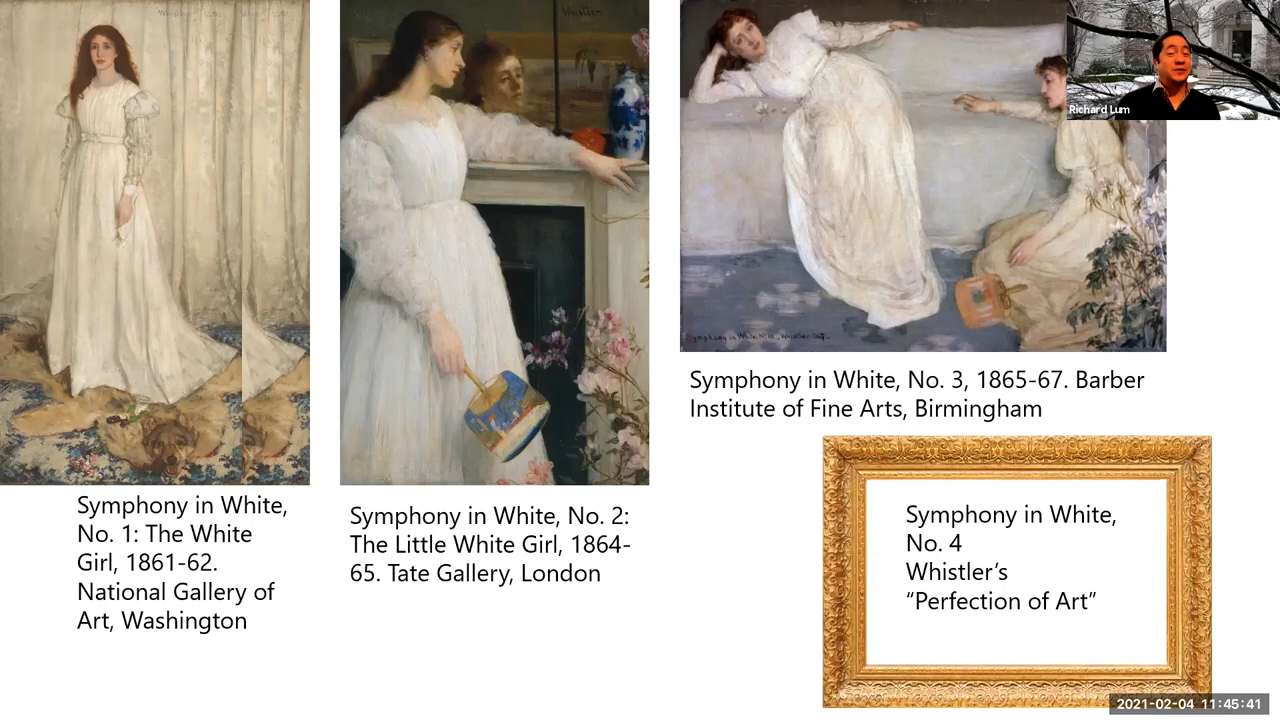 Whistler
Whistler
Richard Lum
Symphony in White, No. 3, 1865-67. Barber
Institute of Fine Arts, Birmingham
Symphony in White,
No. 1: The White
Girl, 1861-62.
National Gallery of
Art, Washington
Symphony in White, No. 2:
The Little White Girl, 1864-
65. Tate Gallery, London
Symphony in White,
No. 4
Whistler’s
“Perfection of Art”
2021-02-04 11:45:41